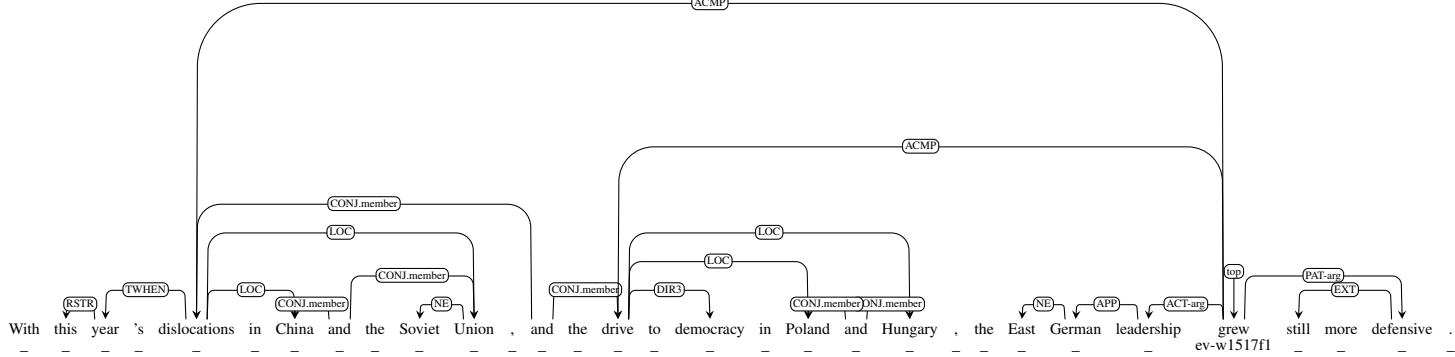 ACMP
ACMP
CONJ.member
LOC LOC
CONJ.member LOC
RSTR TWHEN LOC CONJ.member NE CONJ.member DIR3 CONJ.member ONJ.member NE APP ACT-arg top PAT-arg EXT
With this year 's dislocations in China and the Soviet Union , and the drive to democracy in Poland and Hungary , the East German leadership grew still more defensive .
_ _ _ _ _ _ _ _ _ _ _ _ _ _ _ _ _ _ _ _ _ _ _ _ _ _ ev-w1517f1 _ _ _ _